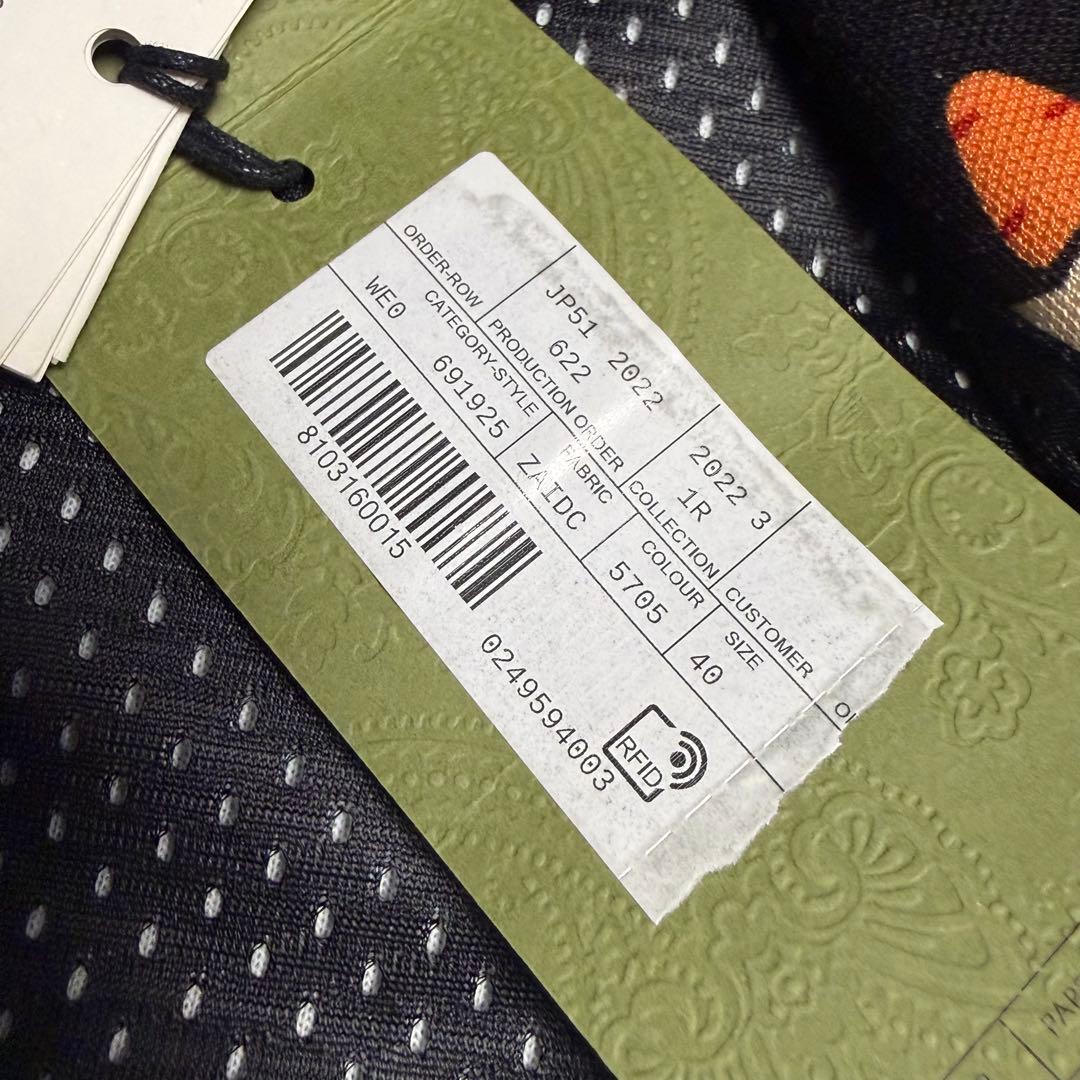 JP51 2022 2022 3
622 1R
ORDER-ROW PRODUCTION ORDER COLLECTION CUSTOMER
CATEGORY-STYLE FABRIC COLOUR SIZE
WE0 691925 ZAIDC 5705 40
8103160015
0249594003
RFID